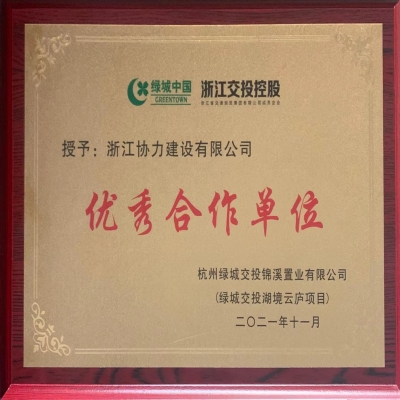 绿城中国 浙江交投控股
GREENTOWN
授予：浙江协力建设有限公司
优秀合作单位
杭州绿城交投锦溪置业有限公司
(绿城交投湖境云庐项目)
二〇二一年十一月